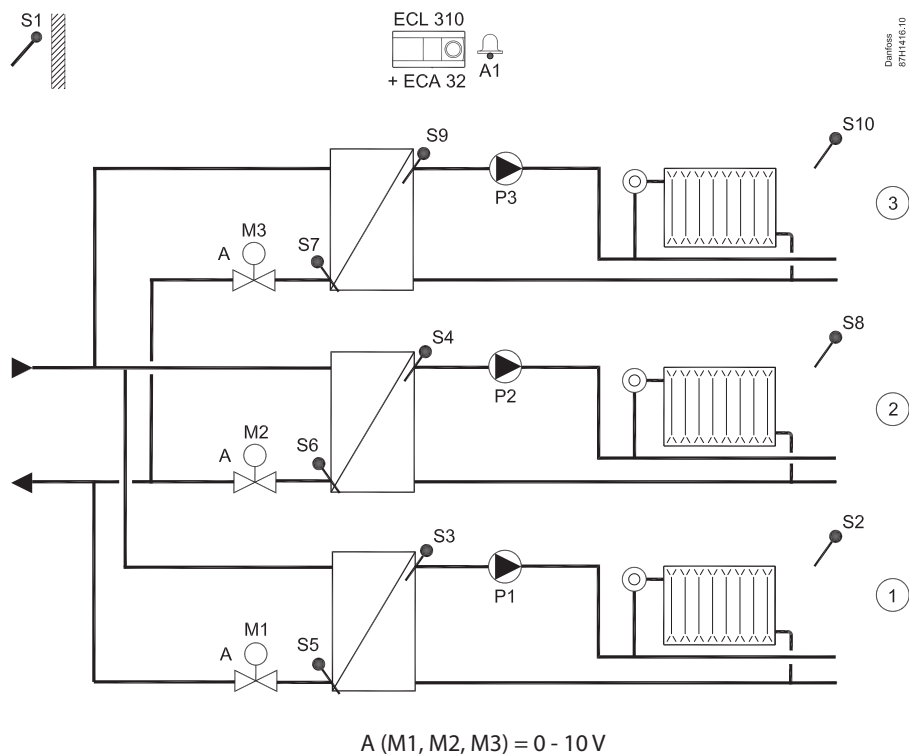 S1
ECL 310
A1
+ ECA 32
Danfoss
87H1416.10
S9
S10
P3
3
M3
A
S7
S4
S8
P2
2
M2
A
S6
S3
S2
P1
1
M1
A
S5
A (M1, M2, M3) = 0 - 10 V